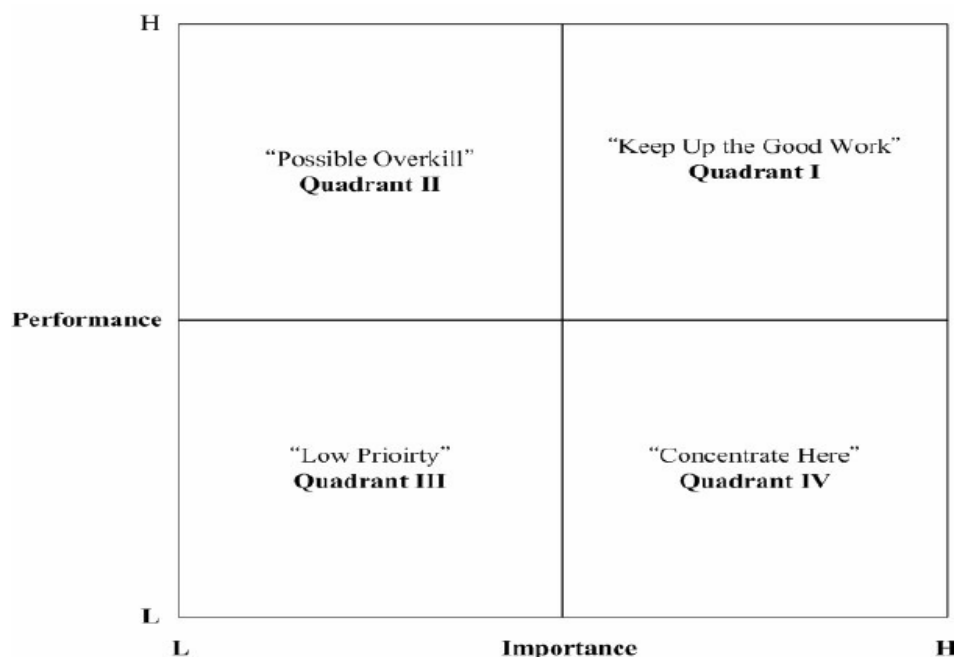 H
“Possible Overkill”
Quadrant II
“Keep Up the Good Work”
Quadrant I
Performance
“Low Prioirty”
Quadrant III
“Concentrate Here”
Quadrant IV
L
L
Importance
H